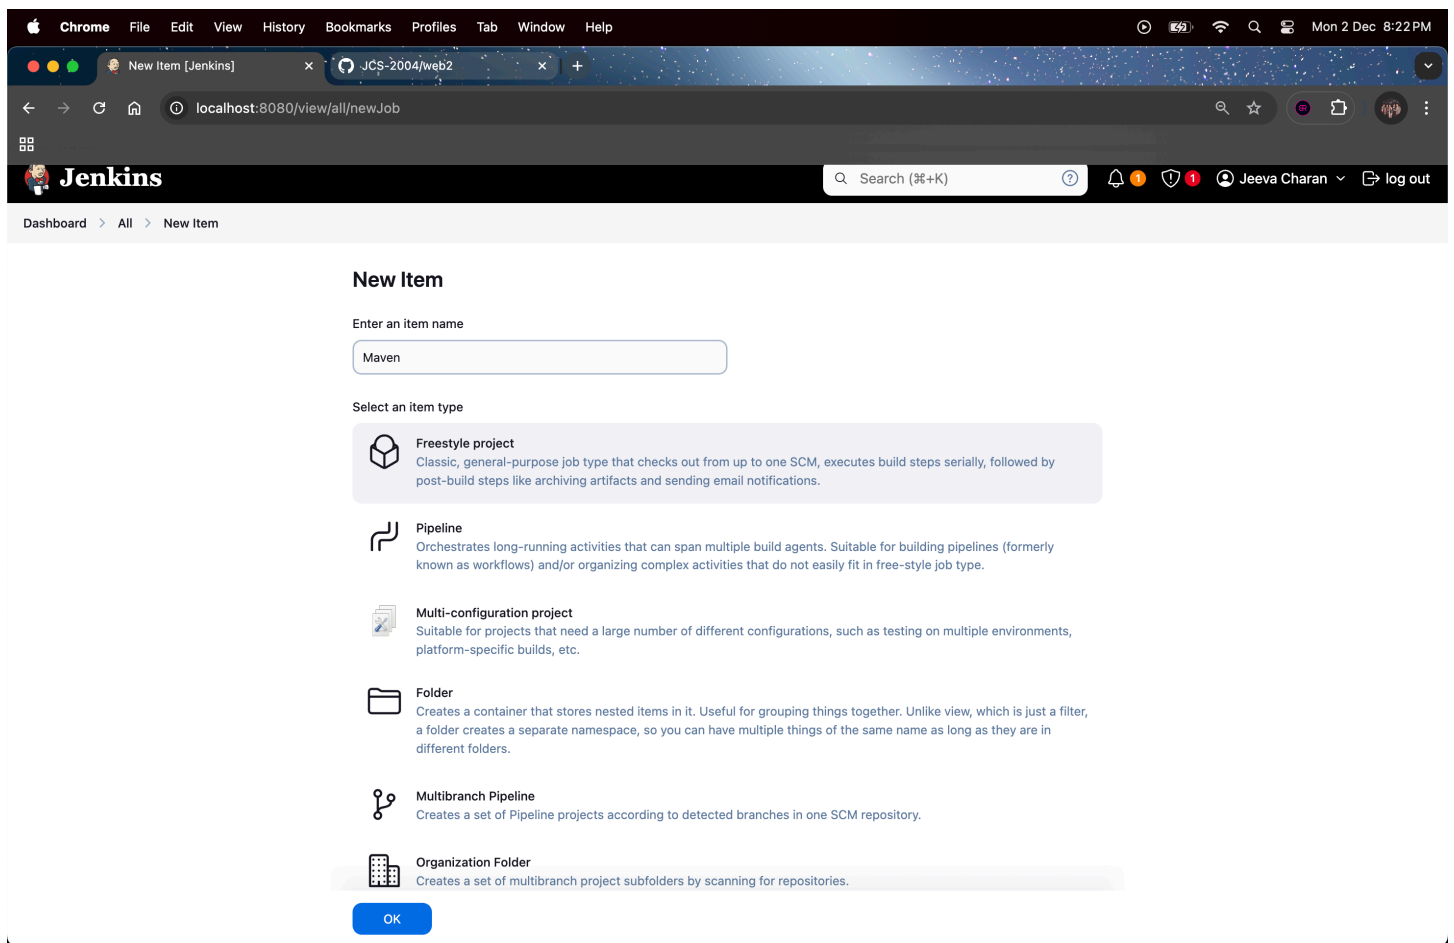 Chrome File Edit View History Bookmarks Profiles Tab Window Help Mon 2 Dec 8:22 PM
New Item [Jenkins] JCS-2004/web2
localhost:8080/view/all/newJob
Jenkins Search (⌘+K) 1 1 Jeeva Charan log out
Dashboard All New Item
New Item
Enter an item name
Maven
Select an item type
Freestyle project
Classic, general-purpose job type that checks out from up to one SCM, executes build steps serially, followed by
post-build steps like archiving artifacts and sending email notifications.
Pipeline
Orchestrates long-running activities that can span multiple build agents. Suitable for building pipelines (formerly
known as workflows) and/or organizing complex activities that do not easily fit in free-style job type.
Multi-configuration project
Suitable for projects that need a large number of different configurations, such as testing on multiple environments,
platform-specific builds, etc.
Folder
Creates a container that stores nested items in it. Useful for grouping things together. Unlike view, which is just a filter,
a folder creates a separate namespace, so you can have multiple things of the same name as long as they are in
different folders.
Multibranch Pipeline
Creates a set of Pipeline projects according to detected branches in one SCM repository.
Organization Folder
Creates a set of multibranch project subfolders by scanning for repositories.
OK